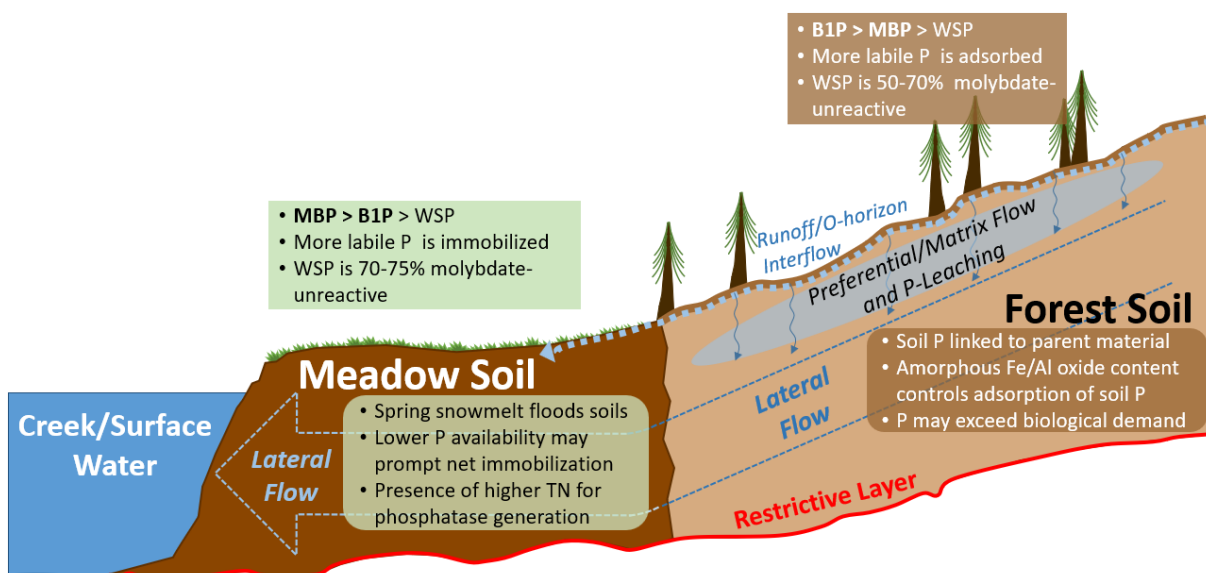 • B1P > MBP > WSP
• More labile P is adsorbed
• WSP is 50-70% molybdate-
unreactive
• MBP > B1P > WSP
• More labile P is immobilized
• WSP is 70-75% molybdate-
unreactive
Runoff/O-horizon
Interflow
Preferential/Matrix Flow
and P-Leaching
Forest Soil
• Soil P linked to parent material
• Amorphous Fe/Al oxide content
controls adsorption of soil P
• P may exceed biological demand
Lateral
Flow
Restrictive Layer
Meadow Soil
• Spring snowmelt floods soils
• Lower P availability may
prompt net immobilization
• Presence of higher TN for
phosphatase generation
Lateral
Flow
Creek/Surface
Water